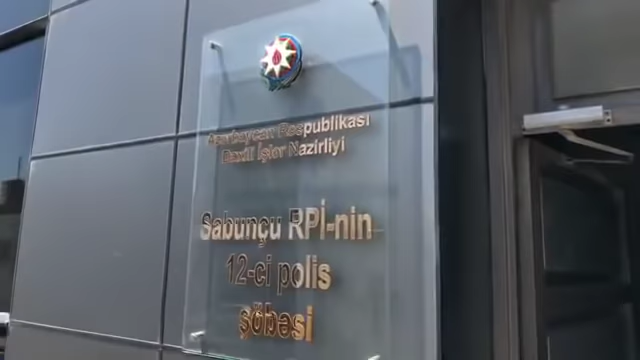 Azərbaycan Respublikası
Daxili İşlər Nazirliyi
Sabunçu RPİ-nin
12-ci polis
şöbəsi